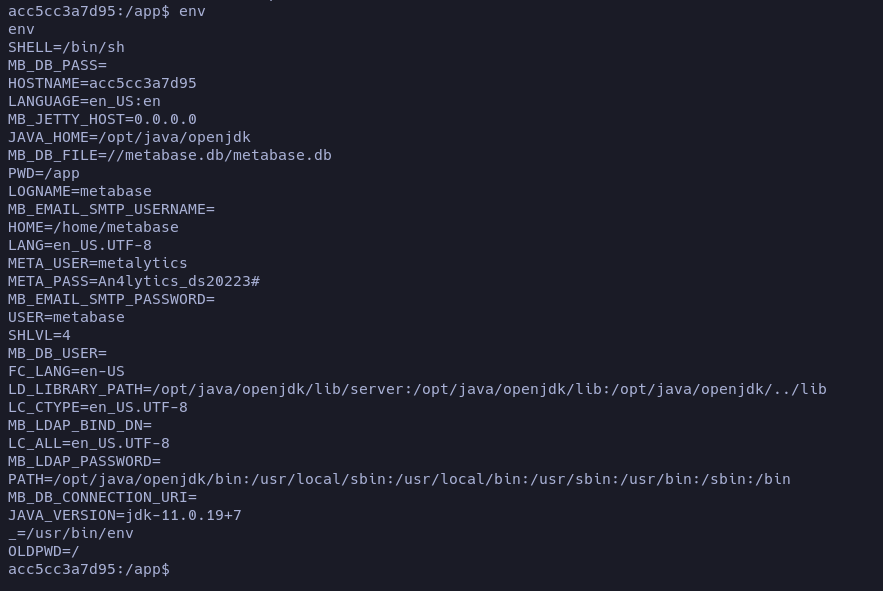 acc5cc3a7d95:/app$ env
env
SHELL=/bin/sh
MB_DB_PASS=
HOSTNAME=acc5cc3a7d95
LANGUAGE=en_US:en
MB_JETTY_HOST=0.0.0.0
JAVA_HOME=/opt/java/openjdk
MB_DB_FILE=//metabase.db/metabase.db
PWD=/app
LOGNAME=metabase
MB_EMAIL_SMTP_USERNAME=
HOME=/home/metabase
LANG=en_US.UTF-8
META_USER=metalytics
META_PASS=An4lytics_ds20223#
MB_EMAIL_SMTP_PASSWORD=
USER=metabase
SHLVL=4
MB_DB_USER=
FC_LANG=en-US
LD_LIBRARY_PATH=/opt/java/openjdk/lib/server:/opt/java/openjdk/lib:/opt/java/openjdk/../lib
LC_CTYPE=en_US.UTF-8
MB_LDAP_BIND_DN=
LC_ALL=en_US.UTF-8
MB_LDAP_PASSWORD=
PATH=/opt/java/openjdk/bin:/usr/local/sbin:/usr/local/bin:/usr/sbin:/usr/bin:/sbin:/bin
MB_DB_CONNECTION_URI=
JAVA_VERSION=jdk-11.0.19+7
_=/usr/bin/env
OLDPWD=/
acc5cc3a7d95:/app$